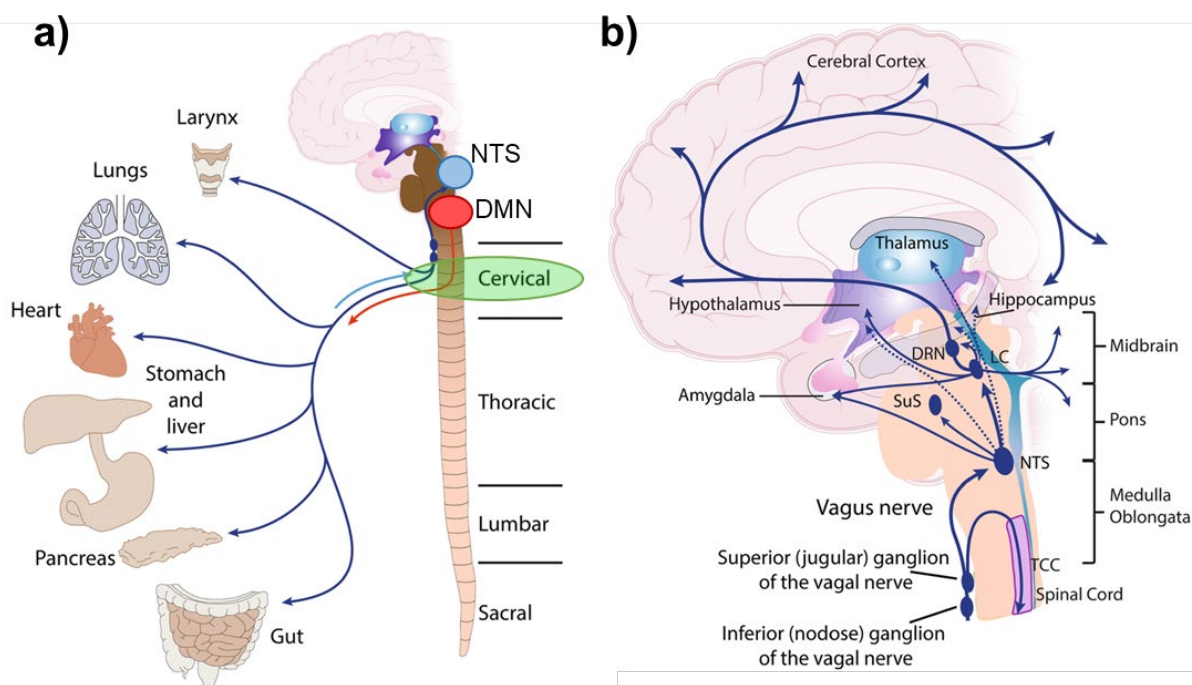 a)
Larynx
Lungs
Heart
Stomach
and
liver
Pancreas
Gut
NTS
DMN
Cervical
Thoracic
Lumbar
Sacral
b)
Cerebral Cortex
Thalamus
Hypothalamus
Hippocampus
DRN
LC
Amygdala
SuS
NTS
Midbrain
Pons
Medulla
Oblongata
Vagus nerve
Superior (jugular) ganglion
of the vagal nerve
Inferior (nodose) ganglion
of the vagal nerve
TCC
Spinal Cord